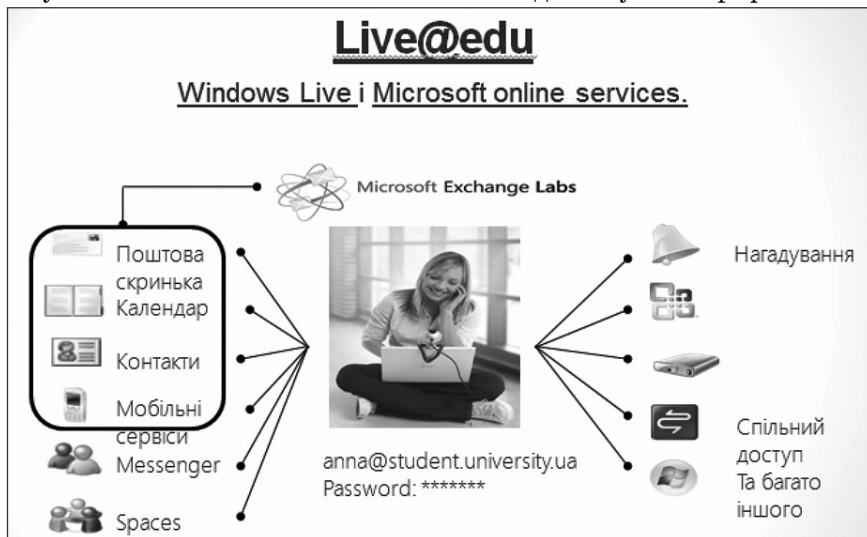 Live@edu
Windows Live і Microsoft online services.
Microsoft Exchange Labs
Поштова
скринька
Календар
Контакти
Мобільні
сервіси
Messenger
Spaces
anna@student.university.ua
Password: *******
Нагадування
Спільний
доступ
Та багато
іншого